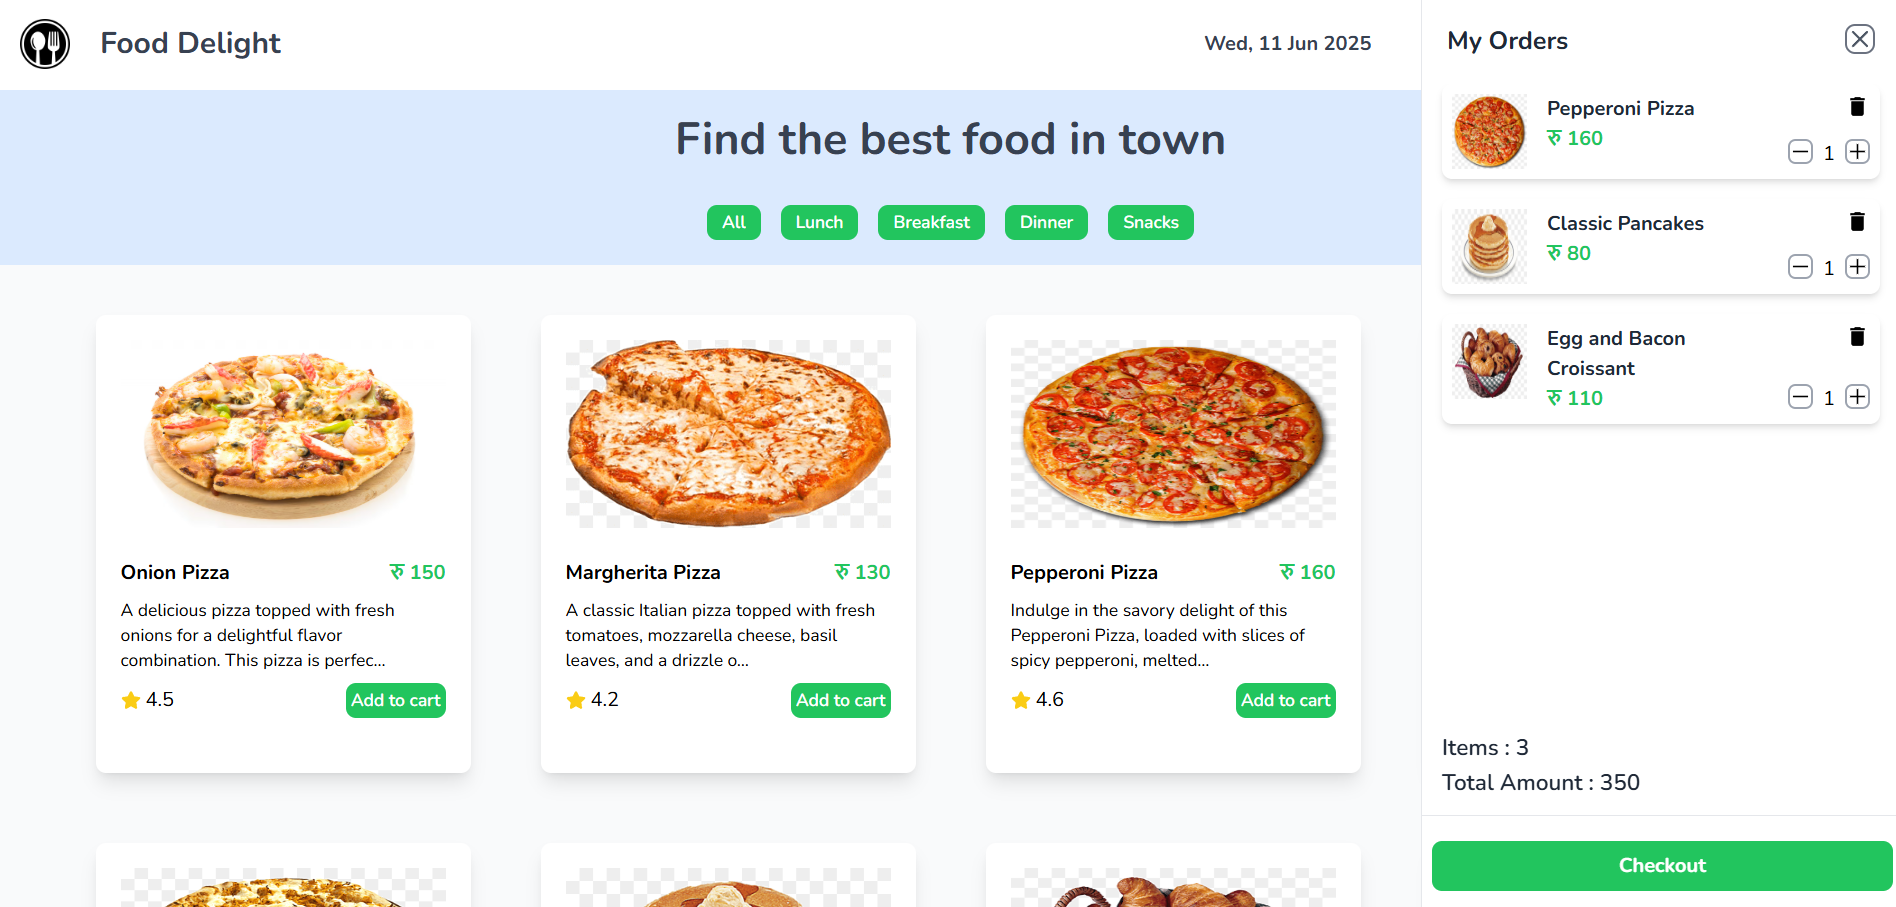 Food Delight
Wed, 11 Jun 2025
Find the best food in town
All
Lunch
Breakfast
Dinner
Snacks
Onion Pizza
रु 150
A delicious pizza topped with fresh
onions for a delightful flavor
combination. This pizza is perfec...
4.5
Add to cart
Margherita Pizza
रु 130
A classic Italian pizza topped with fresh
tomatoes, mozzarella cheese, basil
leaves, and a drizzle o...
4.2
Add to cart
Pepperoni Pizza
रु 160
Indulge in the savory delight of this
Pepperoni Pizza, loaded with slices of
spicy pepperoni, melted...
4.6
Add to cart
My Orders
Pepperoni Pizza
रु 160
1
Classic Pancakes
रु 80
1
Egg and Bacon
Croissant
रु 110
1
Items : 3
Total Amount : 350
Checkout